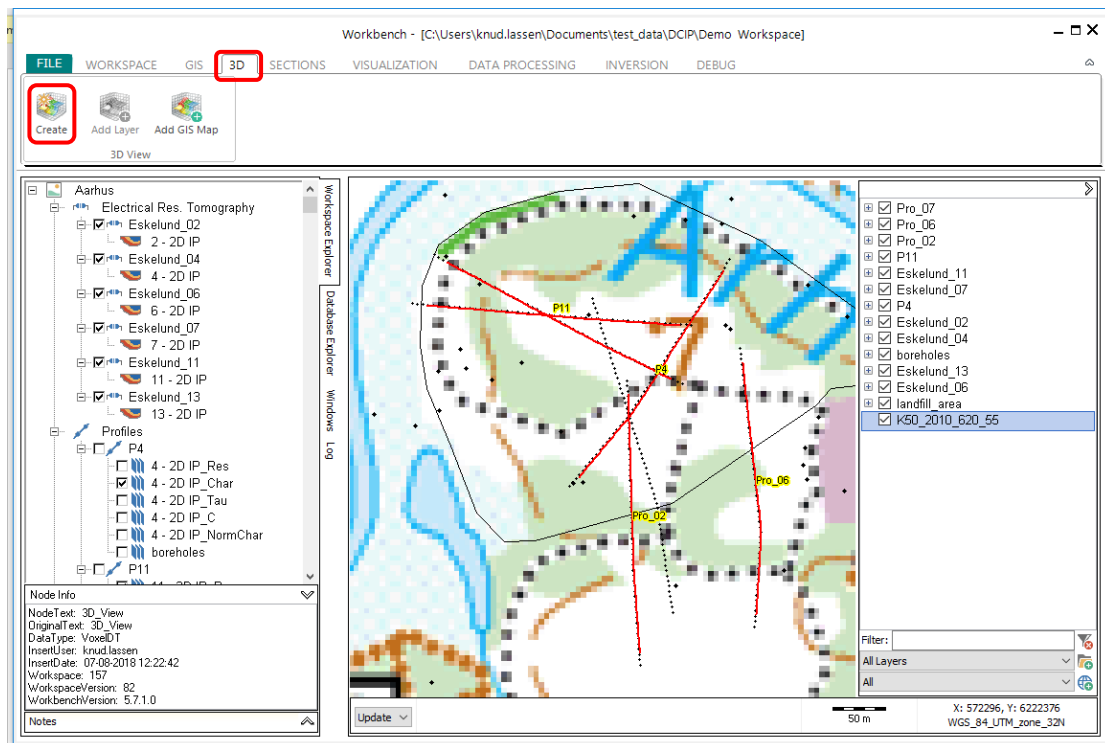 Workbench - [C:\Users\knud.lassen\Documents\test_data\DCIP\Demo Workspace]
FILE WORKSPACE GIS 3D SECTIONS VISUALIZATION DATA PROCESSING INVERSION DEBUG
Create Add Layer Add GIS Map
3D View
Aarhus
Electrical Res. Tomography
Eskelund_02
2 - 2D IP
Eskelund_04
4 - 2D IP
Eskelund_06
6 - 2D IP
Eskelund_07
7 - 2D IP
Eskelund_11
11 - 2D IP
Eskelund_13
13 - 2D IP
Profiles
P4
4 - 2D IP_Res
4 - 2D IP_Char
4 - 2D IP_Tau
4 - 2D IP_C
4 - 2D IP_NormChar
boreholes
P11
Workspace Explorer
Database Explorer
Windows
Log
Node Info
NodeText: 3D_View
OriginalText: 3D_View
DataType: VoxelDT
InsertUser: knud.lassen
InsertDate: 07-08-2018 12:22:42
Workspace: 157
WorkspaceVersion: 82
WorkbenchVersion: 5.7.1.0
Notes
P11
7
P4
Pro_06
Pro_02
Update
50 m
X: 572296, Y: 6222376
WGS_84_UTM_zone_32N
Pro_07
Pro_06
Pro_02
P11
Eskelund_11
Eskelund_07
P4
Eskelund_02
Eskelund_04
boreholes
Eskelund_13
Eskelund_06
landfill_area
K50_2010_620_55
Filter:
All Layers
All